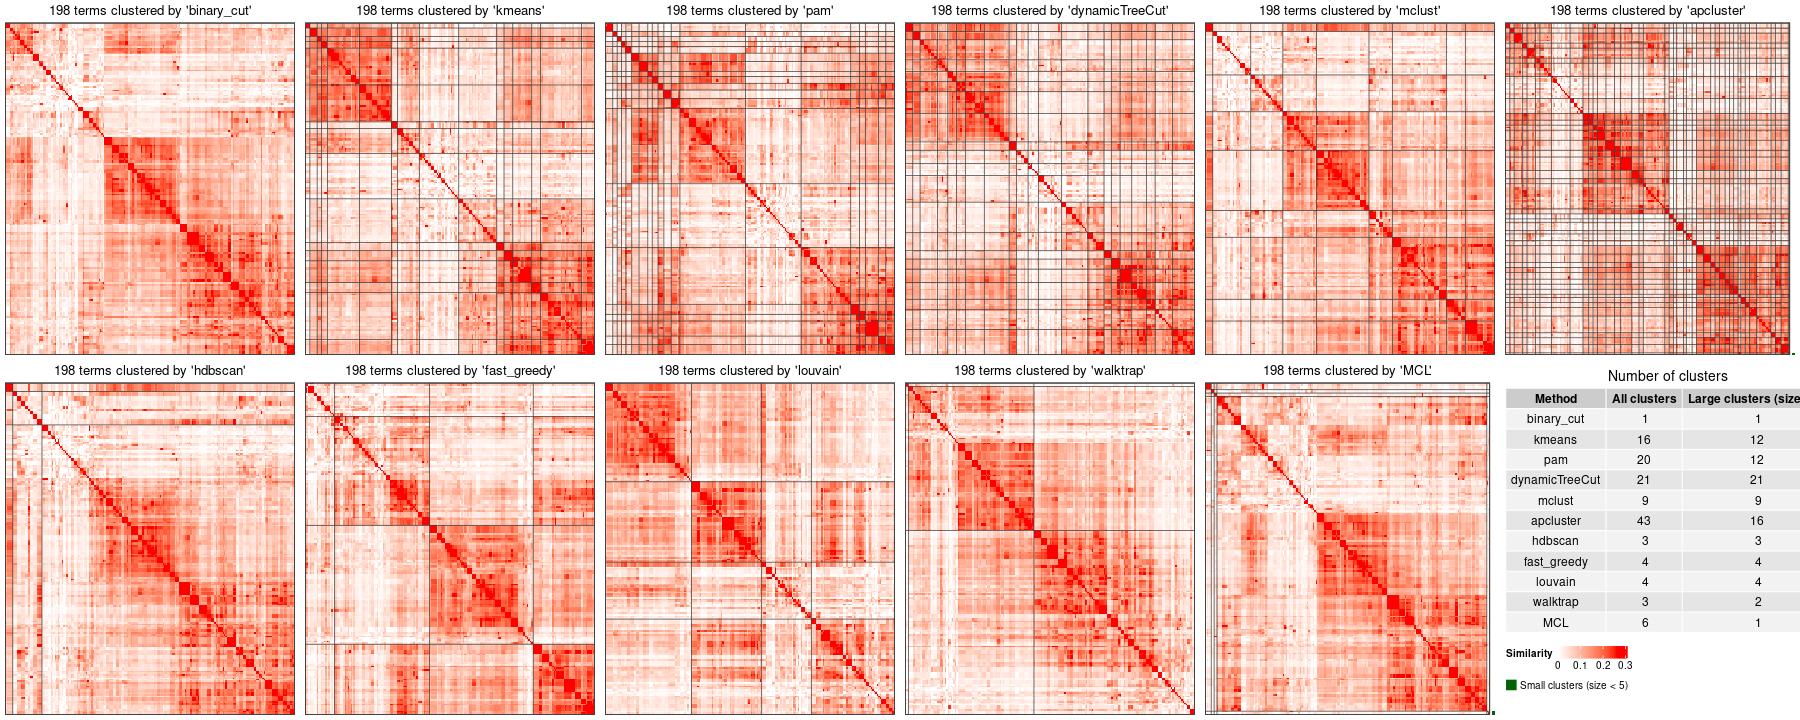 198 terms clustered by 'binary_cut'
198 terms clustered by 'kmeans'
198 terms clustered by 'pam'
198 terms clustered by 'dynamicTreeCut'
198 terms clustered by 'mclust'
198 terms clustered by 'apcluster'
198 terms clustered by 'hdbscan'
198 terms clustered by 'fast_greedy'
198 terms clustered by 'louvain'
198 terms clustered by 'walktrap'
198 terms clustered by 'MCL'
Number of clusters
Method All clusters Large clusters (size
binary_cut 1 1
kmeans 16 12
pam 20 12
dynamicTreeCut 21 21
mclust 9 9
apcluster 43 16
hdbscan 3 3
fast_greedy 4 4
louvain 4 4
walktrap 3 2
MCL 6 1
Similarity
0 0.1 0.2 0.3
Small clusters (size < 5)